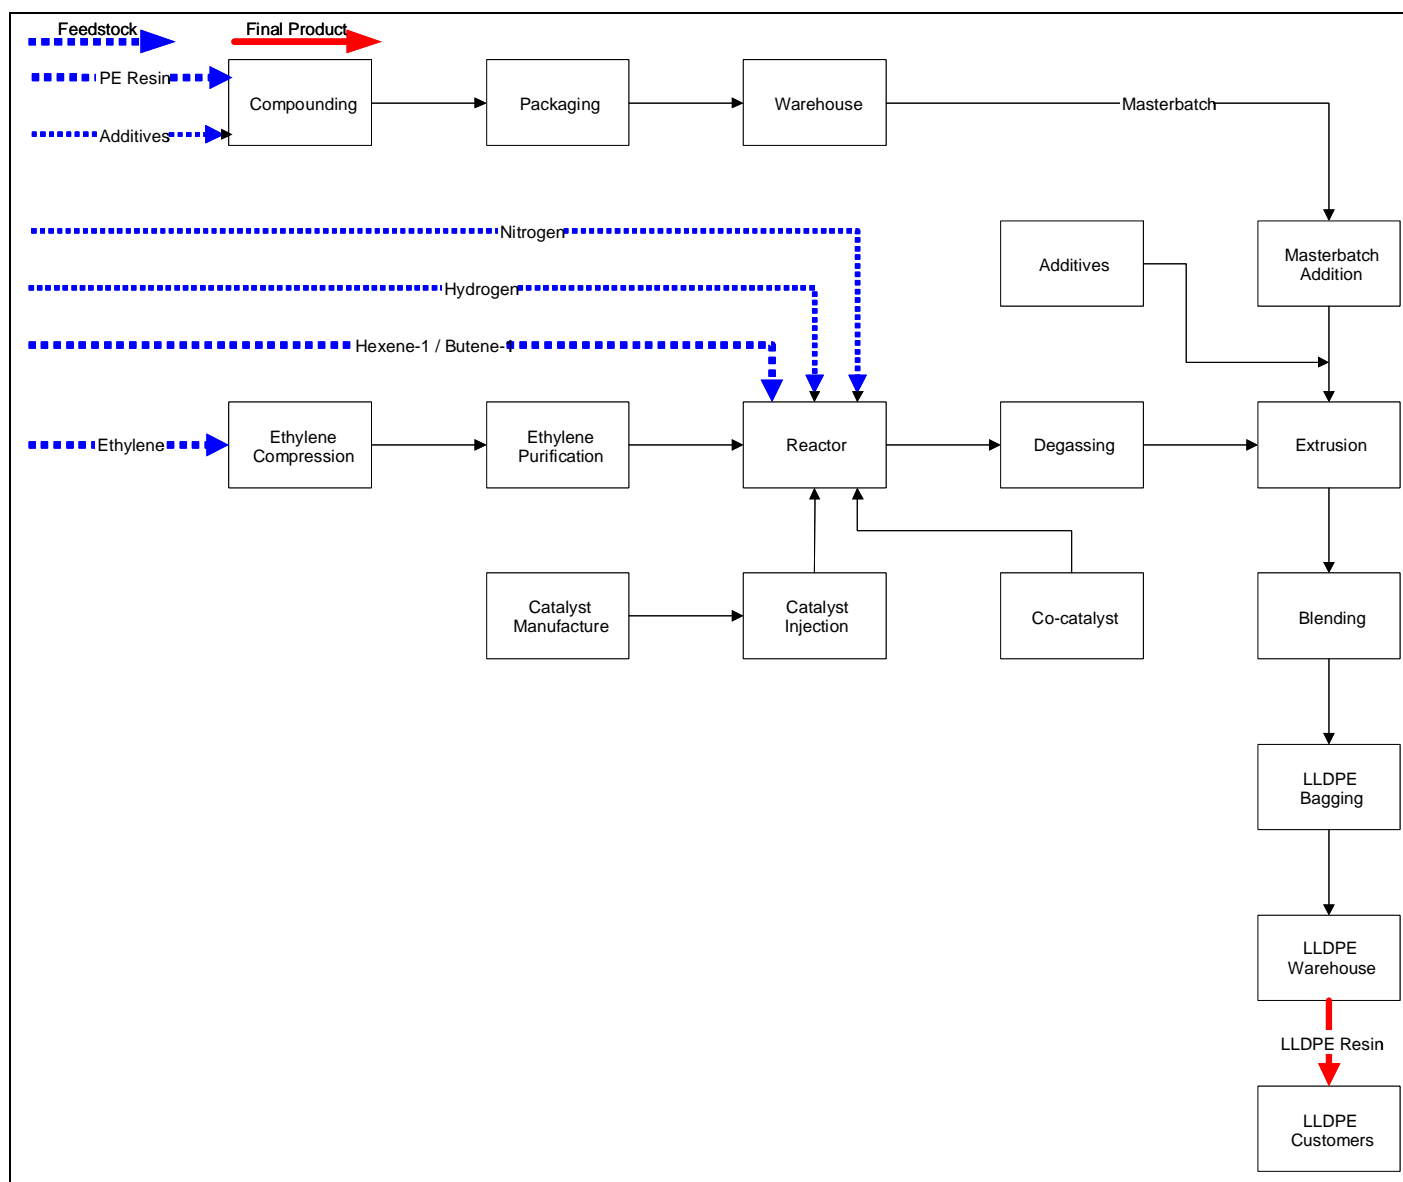 Feedstock
Final Product
PE Resin
Compounding
Packaging
Warehouse
Masterbatch
Additives
Nitrogen
Additives
Masterbatch
Addition
Hydrogen
Hexene-1 / Butene-1
Ethylene
Ethylene
Compression
Ethylene
Purification
Reactor
Degassing
Extrusion
Catalyst
Manufacture
Catalyst
Injection
Co-catalyst
Blending
LLDPE
Bagging
LLDPE
Warehouse
LLDPE Resin
LLDPE
Customers